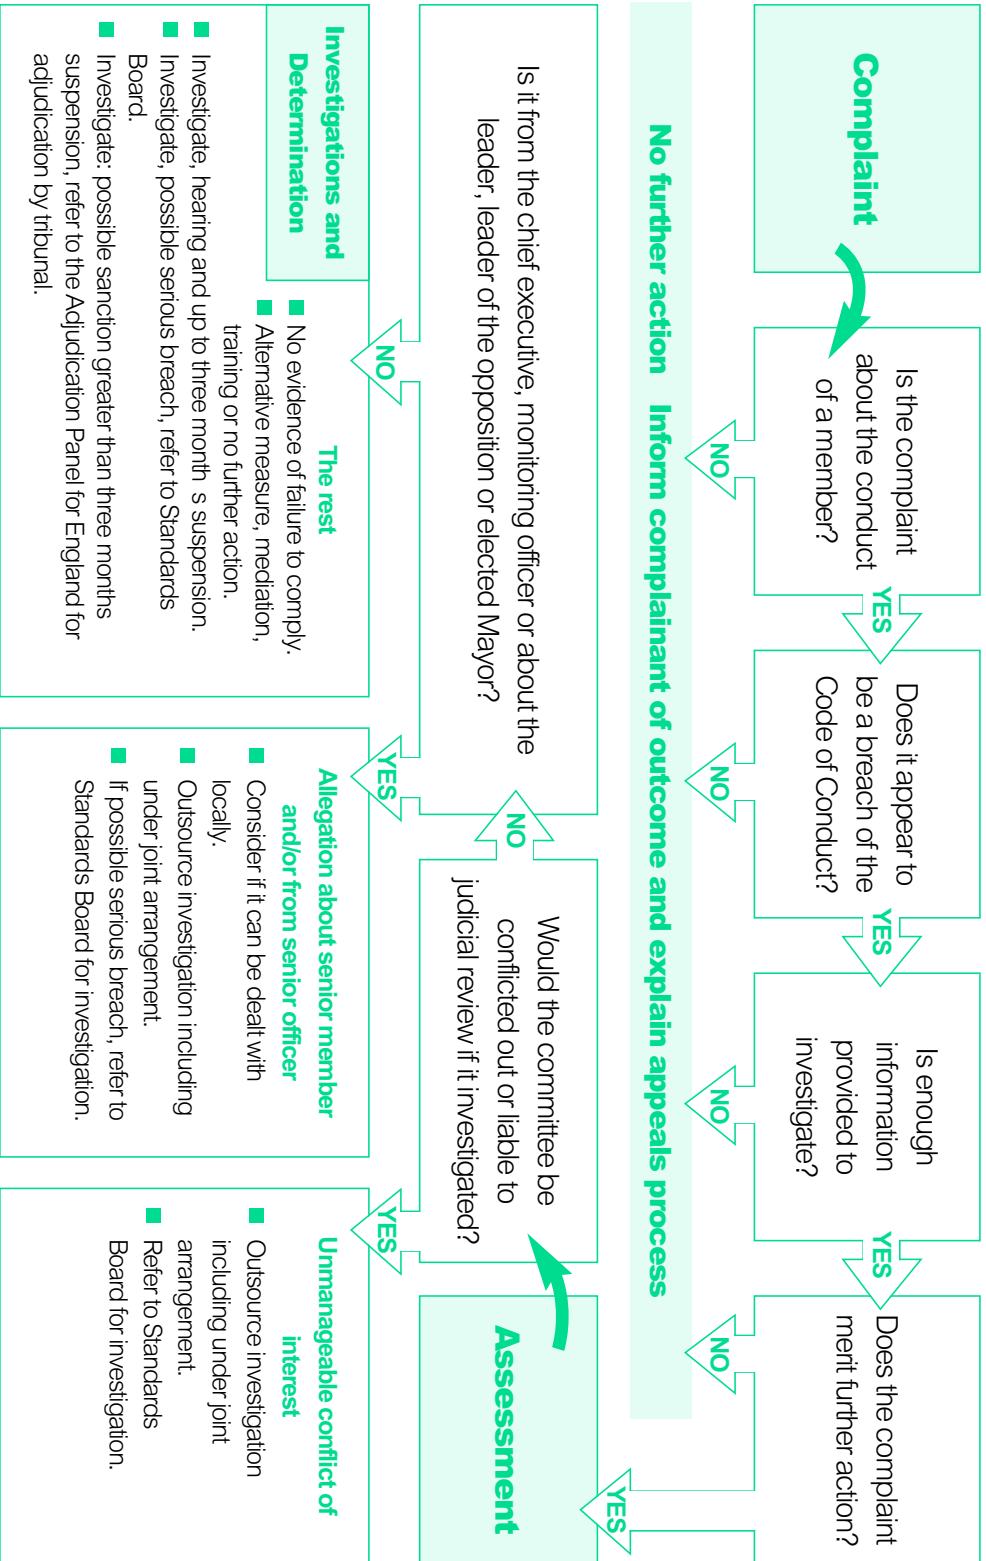 Complaint
Is the complaint
about the conduct
of a member?
YES
NO
Does it appear to
be a breach of the
Code of Conduct?
YES
NO
Is enough
information
provided to
investigate?
YES
NO
Does the complaint
merit further action?
NO
YES
No further action Inform complainant of outcome and explain appeals process
Assessment
Would the committee be
conflicted out or liable to
judicial review if it investigated?
NO
YES
Is it from the chief executive, monitoring officer or about the
leader, leader of the opposition or elected Mayor?
NO
YES
Investigations and
Determination
The rest
No evidence of failure to comply.
Alternative measure, mediation,
training or no further action.
Investigate, hearing and up to three month s suspension.
Investigate, possible serious breach, refer to Standards
Board.
Investigate: possible sanction greater than three months
suspension, refer to the Adjudication Panel for England for
adjudication by tribunal.
Allegation about senior member
and/or from senior officer
Consider if it can be dealt with
locally.
Outsource investigation including
under joint arrangement.
If possible serious breach, refer to
Standards Board for investigation.
Unmanageable conflict of
interest
Outsource investigation
including under joint
arrangement.
Refer to Standards
Board for investigation.